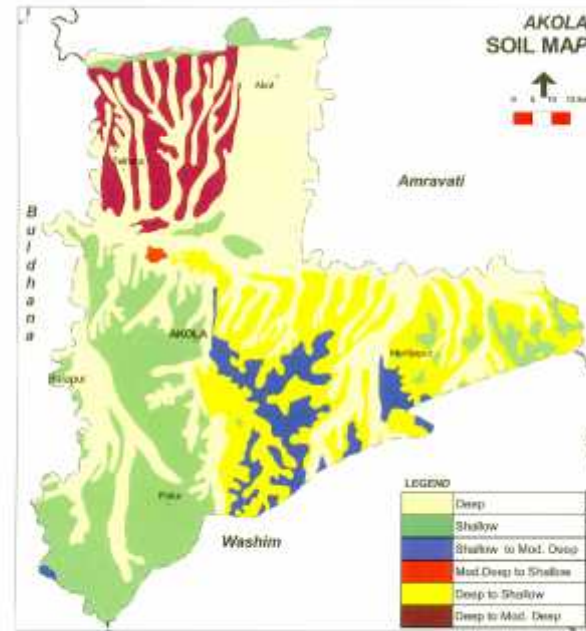 AKOLA
SOIL MAP
Akot
Amravati
Buldhana
AKOLA
Patur
Washim
LEGEND
Deep
Shallow
Shallow to Mod. Deep
Mod.Deep to Shallow
Deep to Shallow
Deep to Mod. Deep